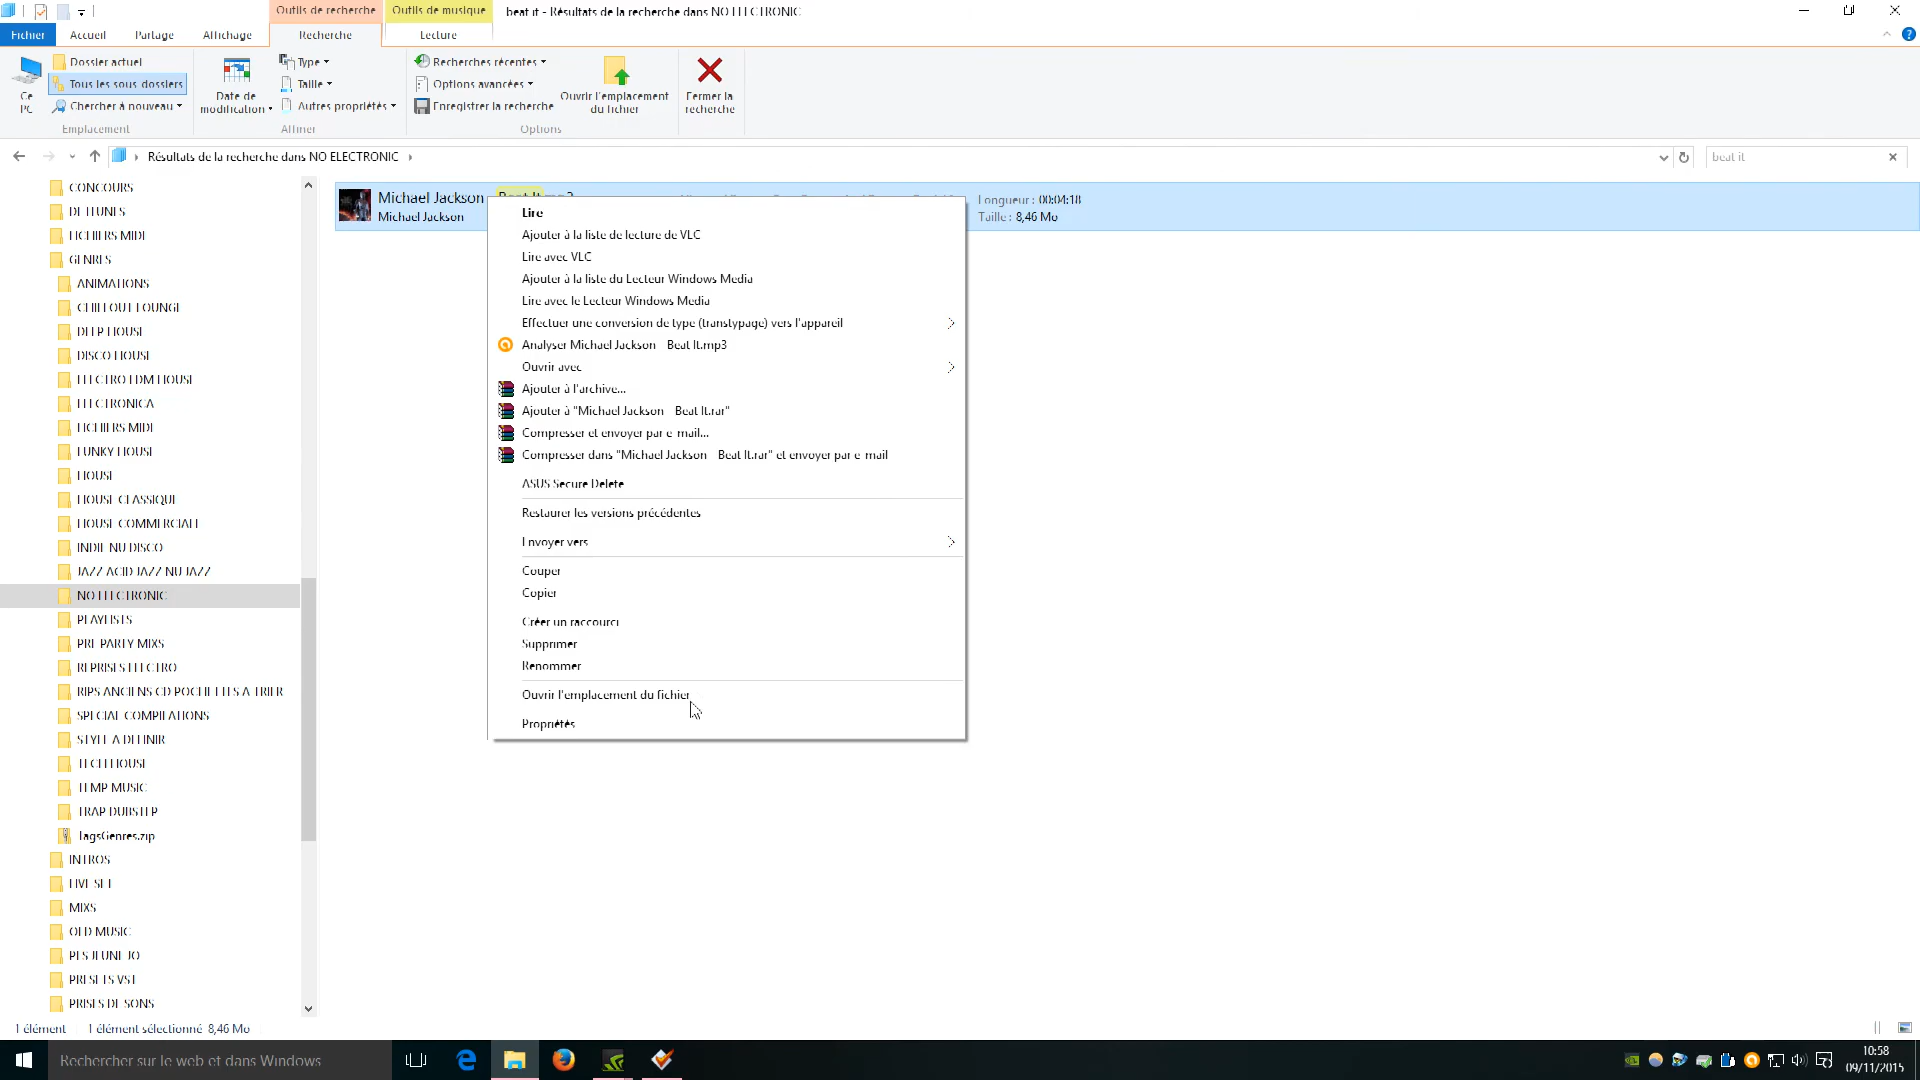 Outils de recherche
Outils de musique
beat it - Résultats de la recherche dans NO ELECTRONIC
Fichier
Accueil
Partage
Affichage
Recherche
Lecture
Ce PC
Dossier actuel
Tous les sous-dossiers
Chercher à nouveau
Emplacement
Date de modification
Type
Taille
Autres propriétés
Affiner
Recherches récentes
Options avancées
Enregistrer la recherche
Options
Ouvrir l'emplacement du fichier
Fermer la recherche
Résultats de la recherche dans NO ELECTRONIC
beat it
CONCOURS
DEJEUNES
FICHIERS MIDI
GENRES
ANIMATIONS
CHILLOUT LOUNGE
DEEP HOUSE
DISCO HOUSE
ELECTRO EDM HOUSE
ELECTRONICA
FICHIERS MIDI
FUNKY HOUSE
HOUSE
HOUSE CLASSIQUE
HOUSE COMMERCIALE
INDIE NU DISCO
JAZZ ACID JAZZ NU JAZZ
NO ELECTRONIC
PLAYLISTS
PRE-PARTY MIXS
REPRISES ELECTRO
RIPS ANCIENS CD POCHETTES A TRIER
SPECIAL COMPILATIONS
STYLE A DEFINIR
TECH HOUSE
TEMP MUSIC
TRAP DUBSTEP
TagsGenres.zip
INTROS
LIVE SET
MIXS
OLD MUSIC
PES JEUNE JO
PRESETS VST
PRISES DE SONS
Michael Jackson - Beat It.mp3
Michael Jackson
Longueur : 00:04:18
Taille : 8,46 Mo
Lire
Ajouter à la liste de lecture de VLC
Lire avec VLC
Ajouter à la liste du Lecteur Windows Media
Lire avec le Lecteur Windows Media
Effectuer une conversion de type (transtypage) vers l'appareil
Analyser Michael Jackson - Beat It.mp3
Ouvrir avec
Ajouter à l'archive...
Ajouter à "Michael Jackson - Beat It.rar"
Compresser et envoyer par e-mail...
Compresser dans "Michael Jackson - Beat It.rar" et envoyer par e-mail
ASUS Secure Delete
Restaurer les versions précédentes
Envoyer vers
Couper
Copier
Créer un raccourci
Supprimer
Renommer
Ouvrir l'emplacement du fichier
Propriétés
1 élément
1 élément sélectionné 8,46 Mo
Rechercher sur le web et dans Windows
10:58
09/11/2015